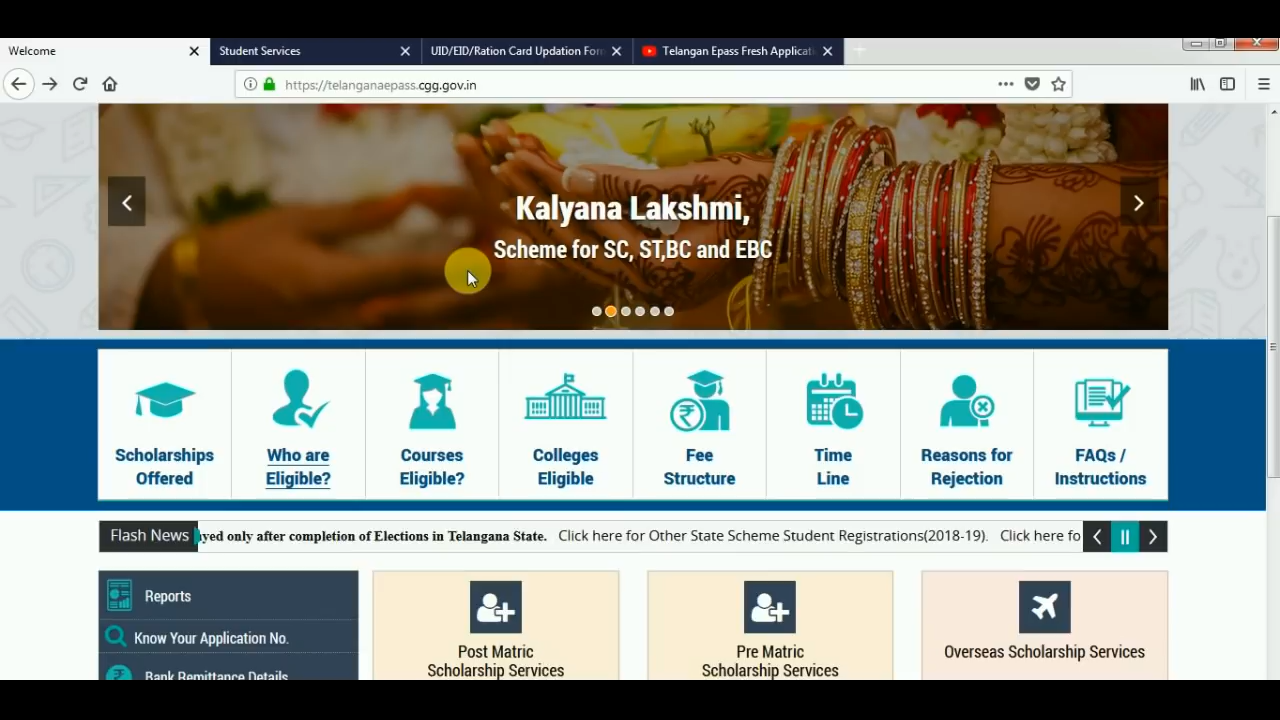 Welcome
Student Services
UID/EID/Ration Card Updation For
Telangan Epass Fresh Applicati
https://telanganaepass.cgg.gov.in
Kalyana Lakshmi,
Scheme for SC, ST,BC and EBC
Scholarships
Offered
Who are
Eligible?
Courses
Eligible?
Colleges
Eligible
Fee
Structure
Time
Line
Reasons for
Rejection
FAQs /
Instructions
Flash News
yed only after completion of Elections in Telangana State. Click here for Other State Scheme Student Registrations(2018-19). Click here fo
Reports
Know Your Application No.
Bank Remittance Details
Post Matric
Scholarship Services
Pre Matric
Scholarship Services
Overseas Scholarship Services